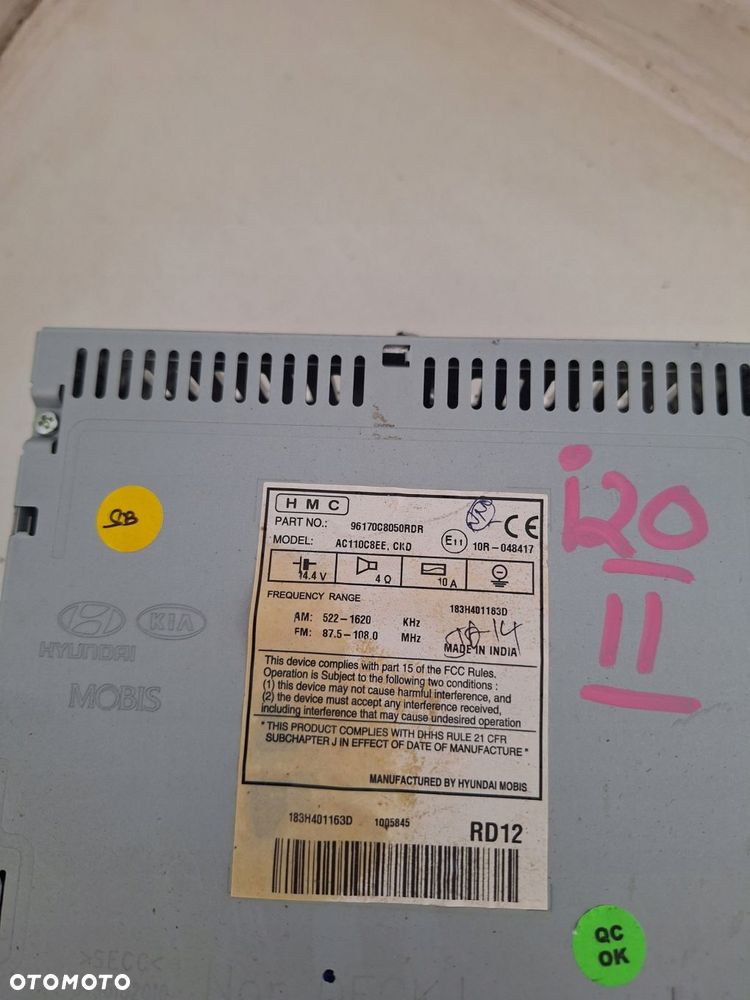 i20
II
SB
HMC
PART NO.: 96170C8050RDR
MODEL: AC110C8EE, CKD
E11 10R-048417
CE
14.4 V
4 Ω
10 A
FREQUENCY RANGE
183H401163D
AM: 522-1620 KHz
FM: 87.5-108.0 MHz
MADE IN INDIA
This device complies with part 15 of the FCC Rules.
Operation is Subject to the following two conditions :
(1) this device may not cause harmful interference, and
(2) the device must accept any interference received,
including interference that may cause undesired operation
*THIS PRODUCT COMPLIES WITH DHHS RULE 21 CFR
SUBCHAPTER J IN EFFECT OF DATE OF MANUFACTURE*
MANUFACTURED BY HYUNDAI MOBIS
183H401163D 1005845
RD12
HYUNDAI
KIA
MOBIS
QC
OK
>SECC<
OTOMOTO
OTOMOTO